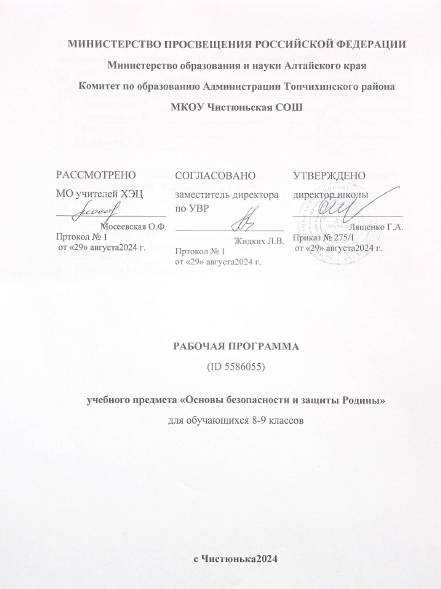 МИНИСТЕРСТВО ПРОСВЕЩЕНИЯ РОССИЙСКОЙ ФЕДЕРАЦИИ
Министерство образования и науки Алтайского края
Комитет по образованию Администрации Топчихинского района
МКОУ Чистюньская СОШ
РАССМОТРЕНО
МО учителей ХЭЦ
Мосеевская О.Ф.
Пртокол № 1
от «29» августа2024 г.
СОГЛАСОВАНО
заместитель директора
по УВР
Жидких Л.В.
Пртокол № 1
от «29» августа2024 г.
УТВЕРЖДЕНО
директор школы
Лященко Г.А.
Приказ № 275/1
от «29» августа2024 г.
РАБОЧАЯ ПРОГРАММА
(ID 5586055)
учебного предмета «Основы безопасности и защиты Родины»
для обучающихся 8-9 классов
с Чистюнька2024